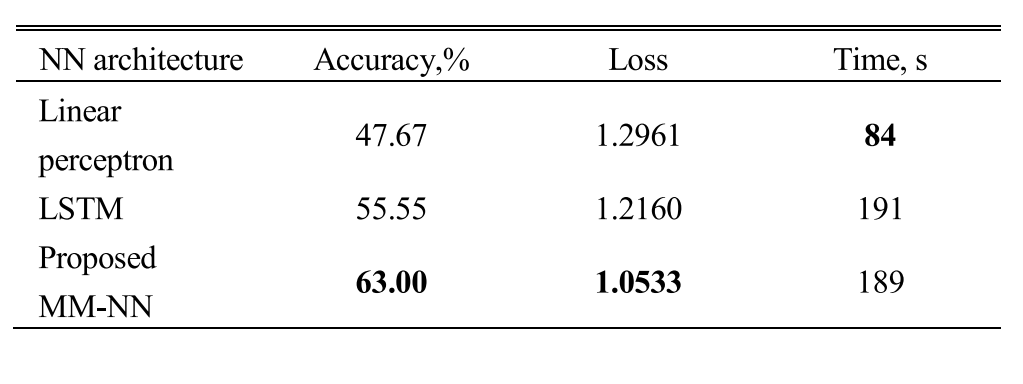 NN architecture Accuracy,% Loss Time, s
Linear
perceptron 47.67 1.2961 84
LSTM 55.55 1.2160 191
Proposed
MM-NN 63.00 1.0533 189